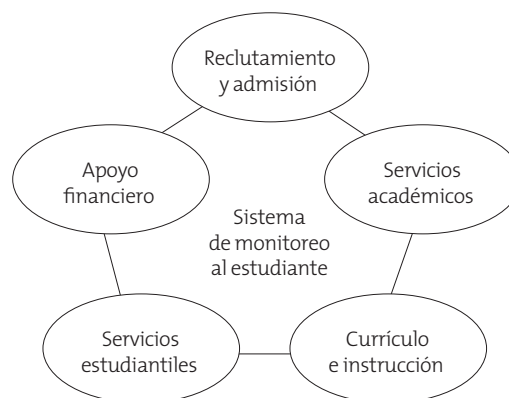 Reclutamiento
y admisión
Apoyo
financiero
Servicios
académicos
Sistema
de monitoreo
al estudiante
Servicios
estudiantiles
Currículo
e instrucción